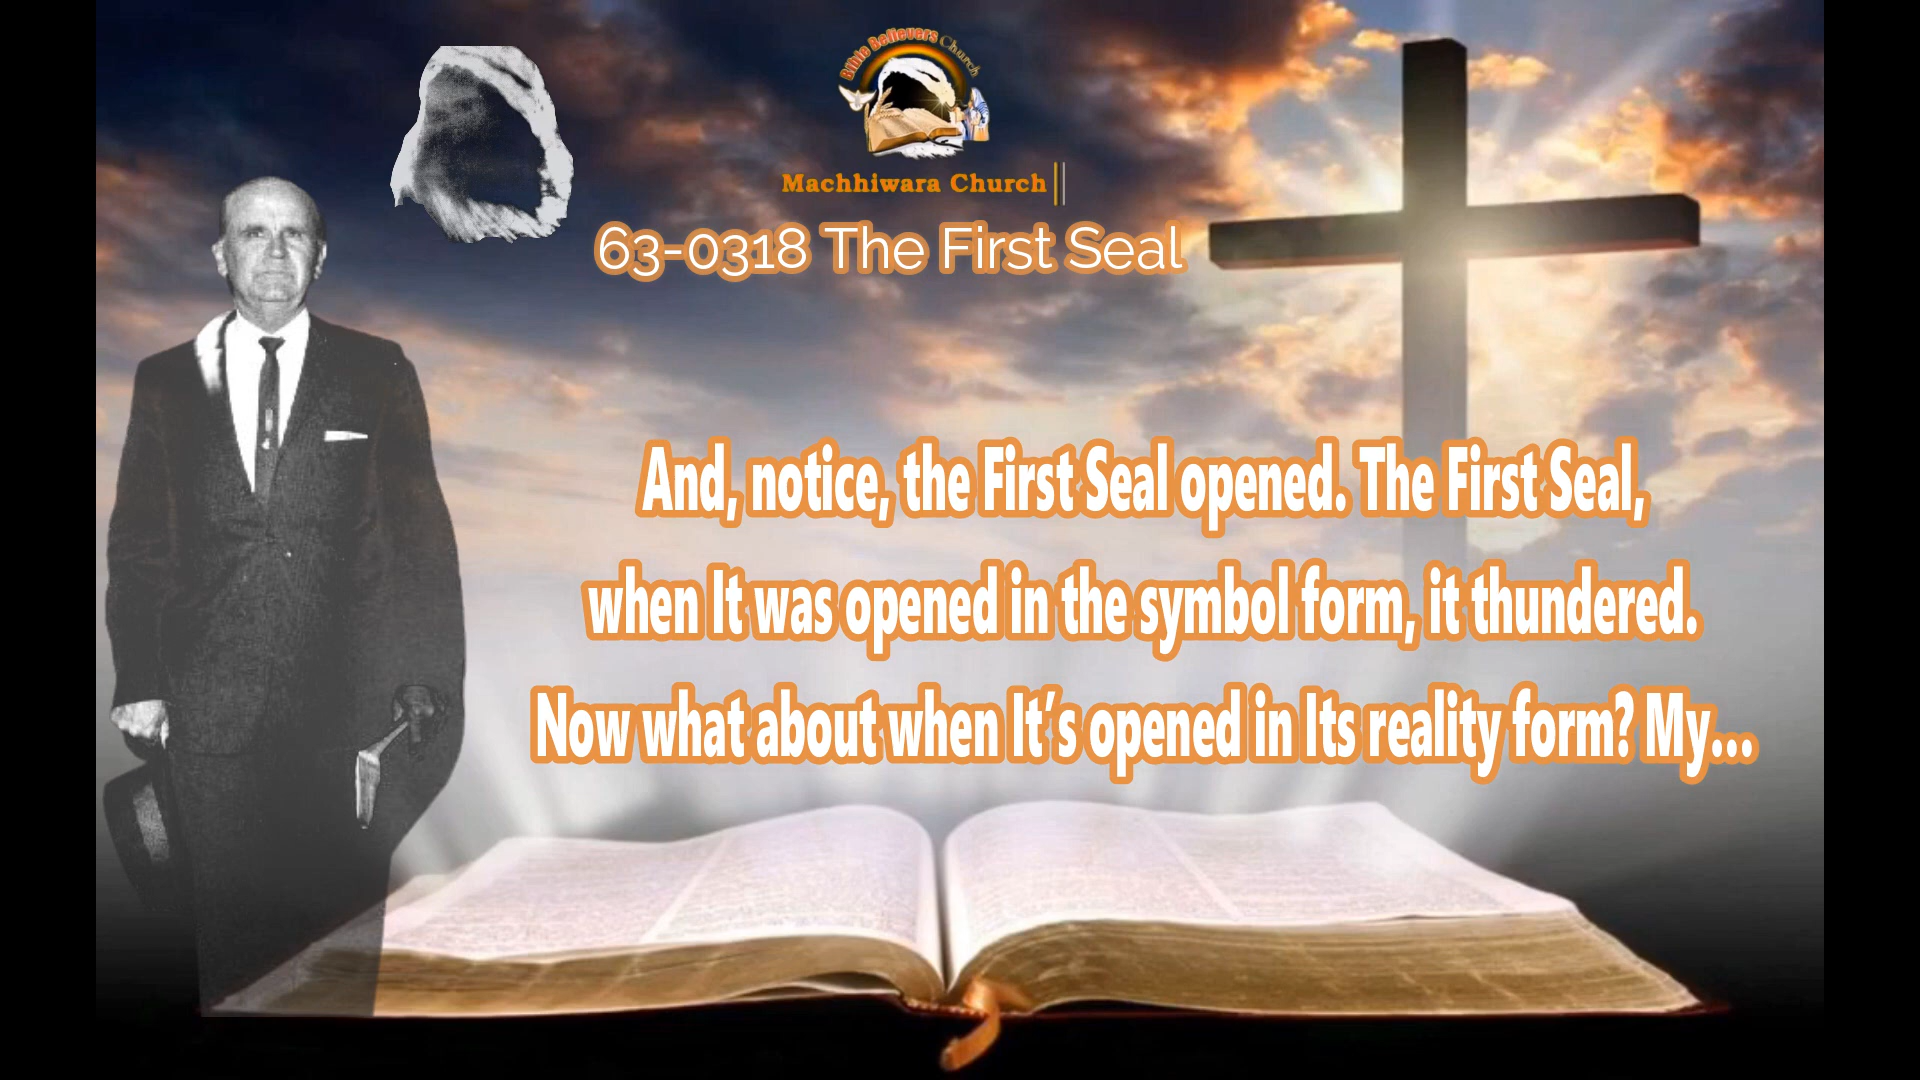 Bible Believers Church
Machhiwara Church
63-0318 The First Seal
And, notice, the First Seal opened. The First Seal,
when It was opened in the symbol form, it thundered.
Now what about when It’s opened in Its reality form? My...